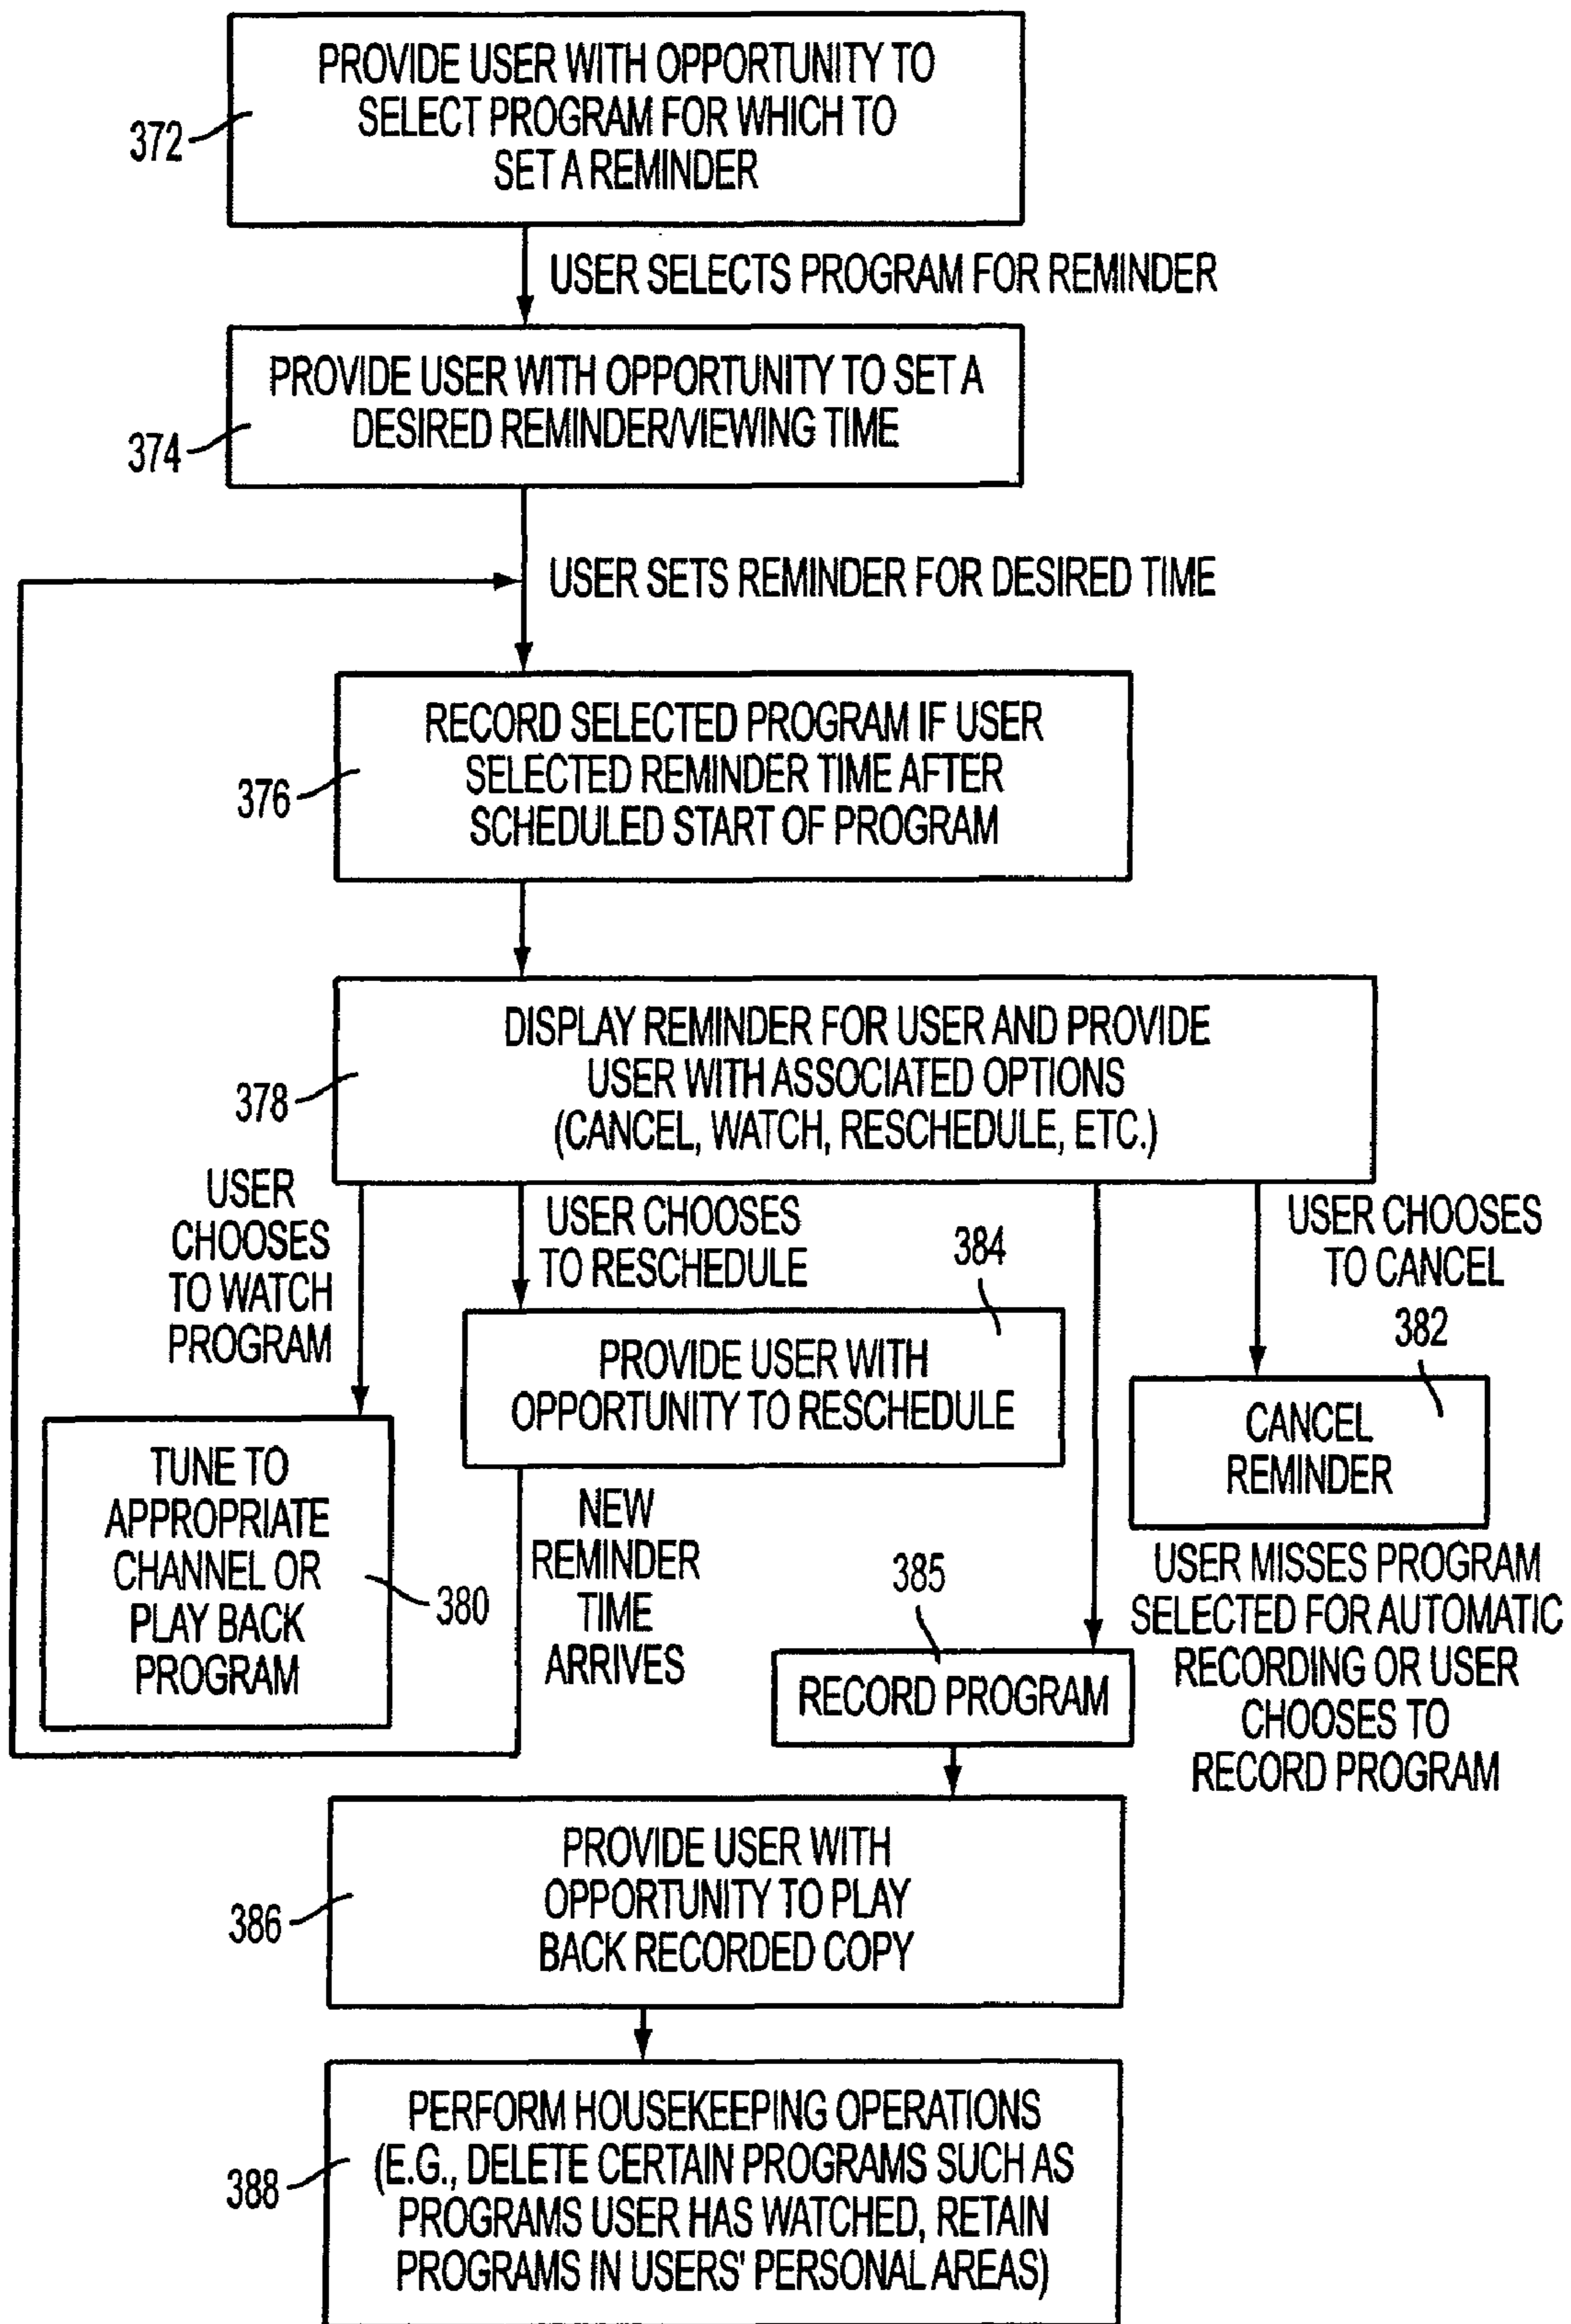 PROVIDE USER WITH OPPORTUNITY TO
SELECT PROGRAM FOR WHICH TO
SET A REMINDER
372
USER SELECTS PROGRAM FOR REMINDER
PROVIDE USER WITH OPPORTUNITY TO SET A
DESIRED REMINDER/VIEWING TIME
374
USER SETS REMINDER FOR DESIRED TIME
RECORD SELECTED PROGRAM IF USER
SELECTED REMINDER TIME AFTER
SCHEDULED START OF PROGRAM
376
DISPLAY REMINDER FOR USER AND PROVIDE
USER WITH ASSOCIATED OPTIONS
(CANCEL, WATCH, RESCHEDULE, ETC.)
378
USER
CHOOSES
TO WATCH
PROGRAM
USER CHOOSES
TO RESCHEDULE
384
USER CHOOSES
TO CANCEL
382
PROVIDE USER WITH
OPPORTUNITY TO RESCHEDULE
CANCEL
REMINDER
TUNE TO
APPROPRIATE
CHANNEL OR
PLAY BACK
PROGRAM
380
NEW
REMINDER
TIME
ARRIVES
385
RECORD PROGRAM
USER MISSES PROGRAM
SELECTED FOR AUTOMATIC
RECORDING OR USER
CHOOSES TO
RECORD PROGRAM
PROVIDE USER WITH
OPPORTUNITY TO PLAY
BACK RECORDED COPY
386
PERFORM HOUSEKEEPING OPERATIONS
(E.G., DELETE CERTAIN PROGRAMS SUCH AS
PROGRAMS USER HAS WATCHED, RETAIN
PROGRAMS IN USERS' PERSONAL AREAS)
388